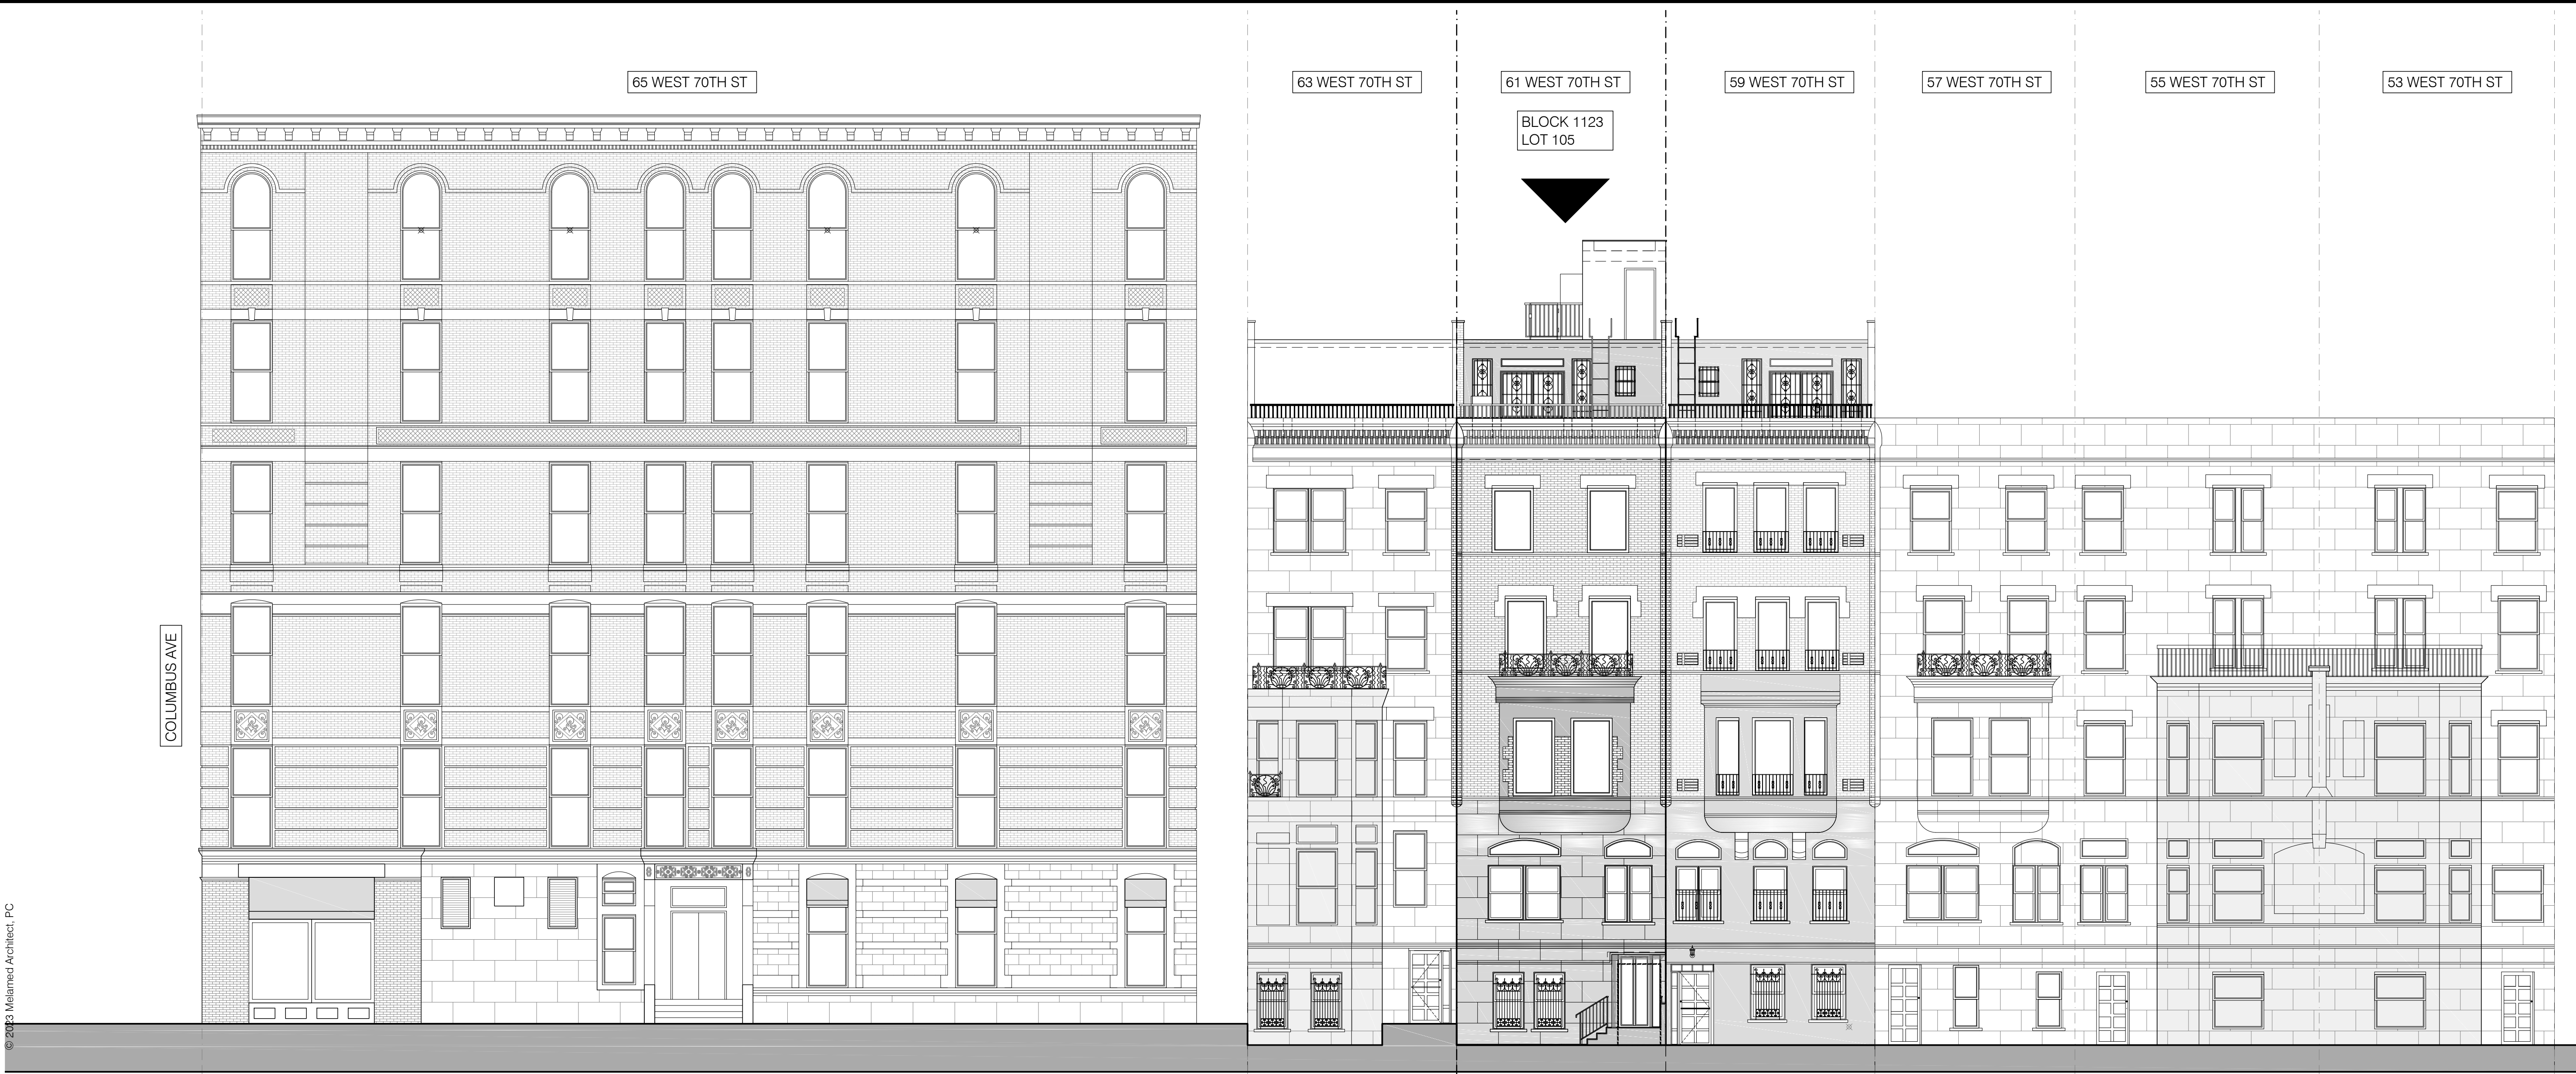 65 WEST 70TH ST
63 WEST 70TH ST
61 WEST 70TH ST
59 WEST 70TH ST
57 WEST 70TH ST
55 WEST 70TH ST
53 WEST 70TH ST
BLOCK 1123
LOT 105
COLUMBUS AVE
© 2023 Melamed Architect, PC